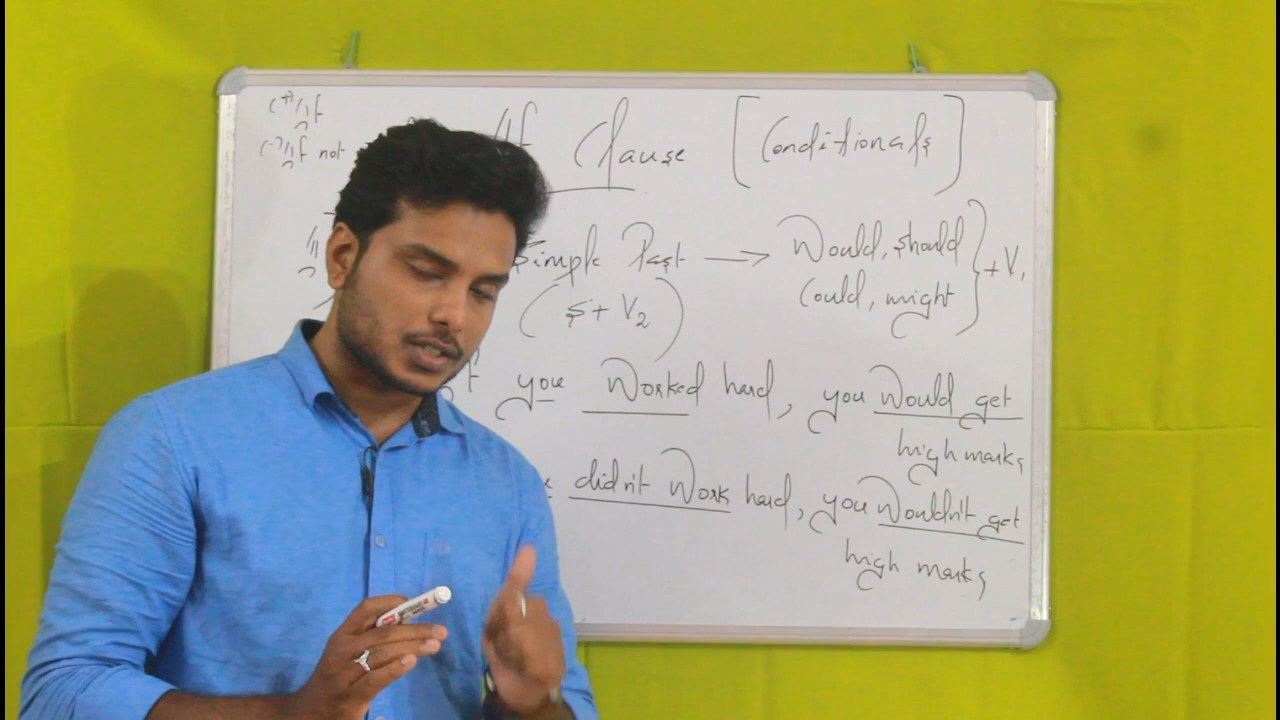 (+) If
(-) If not
If Clause [Conditionals]
Simple Past → Would, should
could, might } + V1
(S + V2)
If you Worked hard, you Would get
high marks
didn't Work hard, you Wouldn't get
high marks